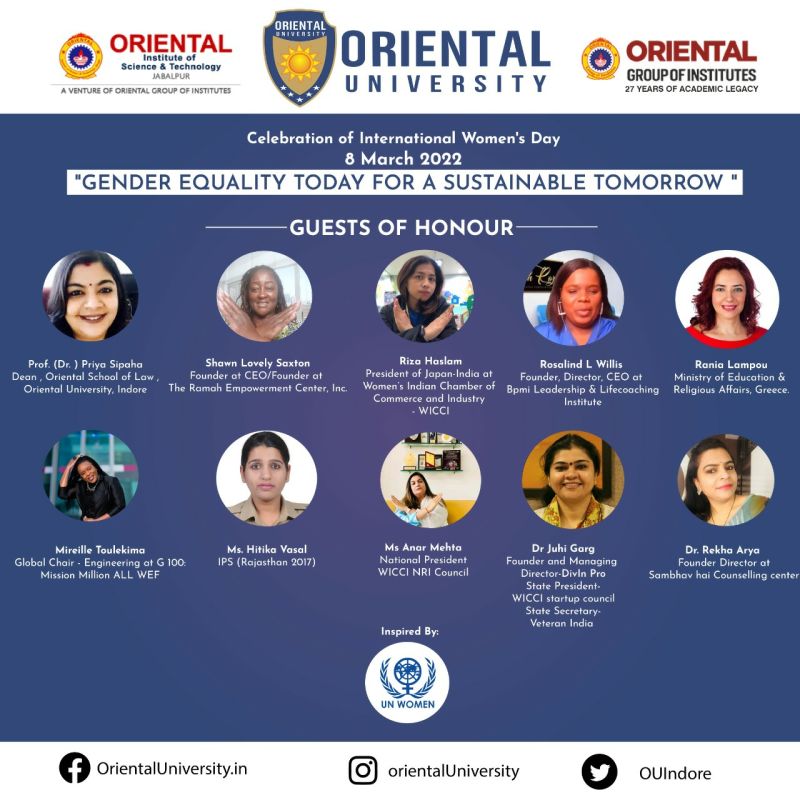 ORIENTAL
Institute of
Science & Technology
JABALPUR
A VENTURE OF ORIENTAL GROUP OF INSTITUTES
ORIENTAL
UNIVERSITY
ORIENTAL
UNIVERSITY
ORIENTAL
GROUP OF INSTITUTES
27 YEARS OF ACADEMIC LEGACY
Celebration of International Women's Day
8 March 2022
"GENDER EQUALITY TODAY FOR A SUSTAINABLE TOMORROW "
GUESTS OF HONOUR
Prof. (Dr. ) Priya Sipaha
Dean , Oriental School of Law ,
Oriental University, Indore
Shawn Lovely Saxton
Founder at CEO/Founder at
The Ramah Empowerment Center, Inc.
Riza Haslam
President of Japan-India at
Women's Indian Chamber of
Commerce and Industry
- WICCI
Rosalind L Willis
Founder, Director, CEO at
Bpmi Leadership & Lifecoaching
Institute
Rania Lampou
Ministry of Education &
Religious Affairs, Greece.
Mireille Toulekima
Global Chair - Engineering at G 100:
Mission Million ALL WEF
Ms. Hitika Vasal
IPS (Rajasthan 2017)
Ms Anar Mehta
National President
WICCI NRI Council
Dr Juhi Garg
Founder and Managing
Director-DivIn Pro
State President-
WICCI startup council
State Secretary-
Veteran India
Dr. Rekha Arya
Founder Director at
Sambhav hai Counselling center
Inspired By:
UN WOMEN
OrientalUniversity.in
orientalUniversity
OUIndore